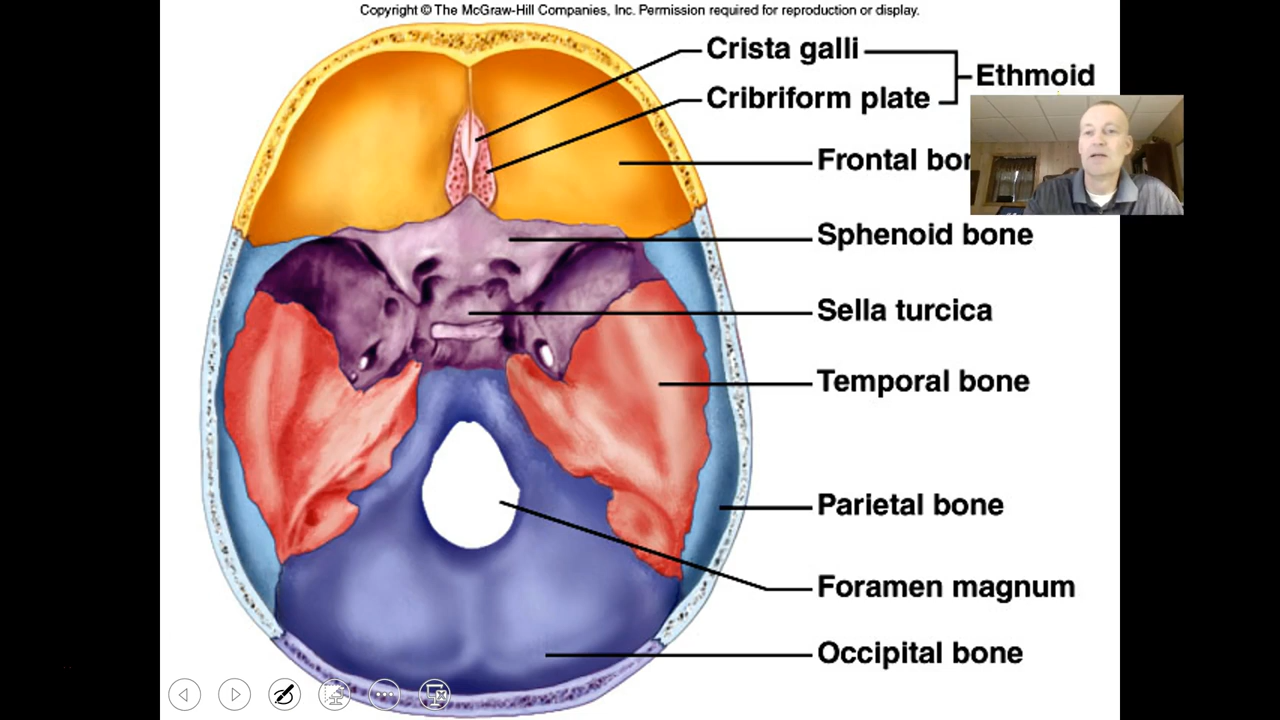 Copyright © The McGraw-Hill Companies, Inc. Permission required for reproduction or display.
Crista galli
Ethmoid
Cribriform plate
Frontal
Sphenoid bone
Sella turcica
Temporal bone
Parietal bone
Foramen magnum
Occipital bone